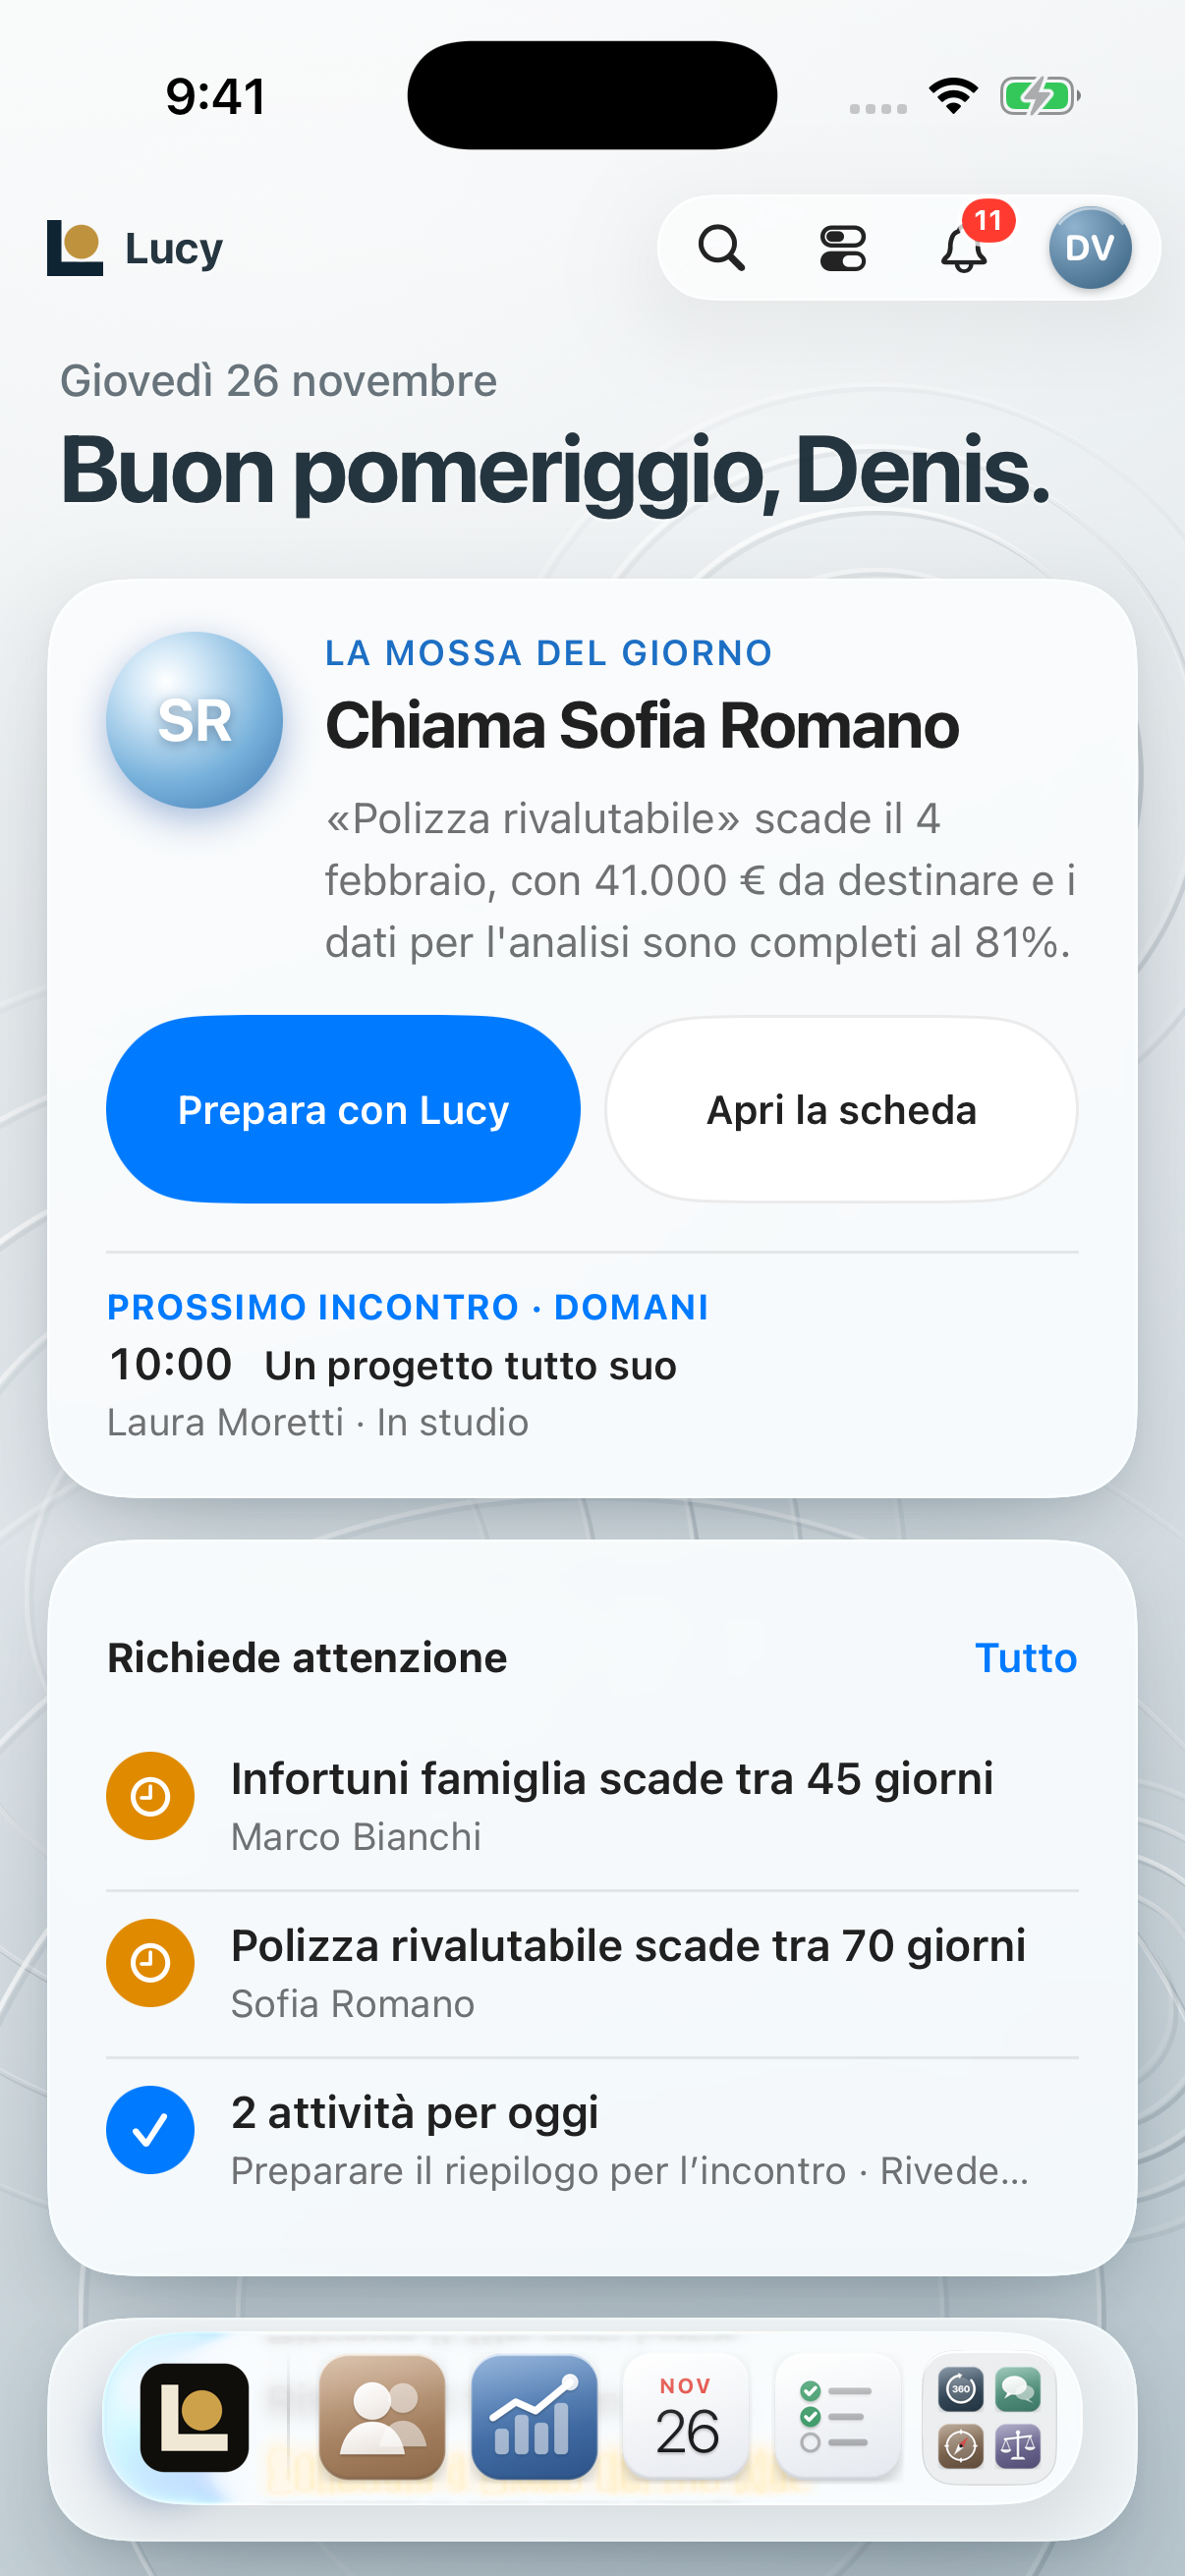 9:41
Lucy
11
DV
Giovedì 26 novembre
Buon pomeriggio, Denis.
SR
LA MOSSA DEL GIORNO
Chiama Sofia Romano
«Polizza rivalutabile» scade il 4
febbraio, con 41.000 € da destinare e i
dati per l'analisi sono completi al 81%.
Prepara con Lucy
Apri la scheda
PROSSIMO INCONTRO · DOMANI
10:00 Un progetto tutto suo
Laura Moretti · In studio
Richiede attenzione
Tutto
Infortuni famiglia scade tra 45 giorni
Marco Bianchi
Polizza rivalutabile scade tra 70 giorni
Sofia Romano
2 attività per oggi
Preparare il riepilogo per l’incontro · Rivede…
NOV
26
360